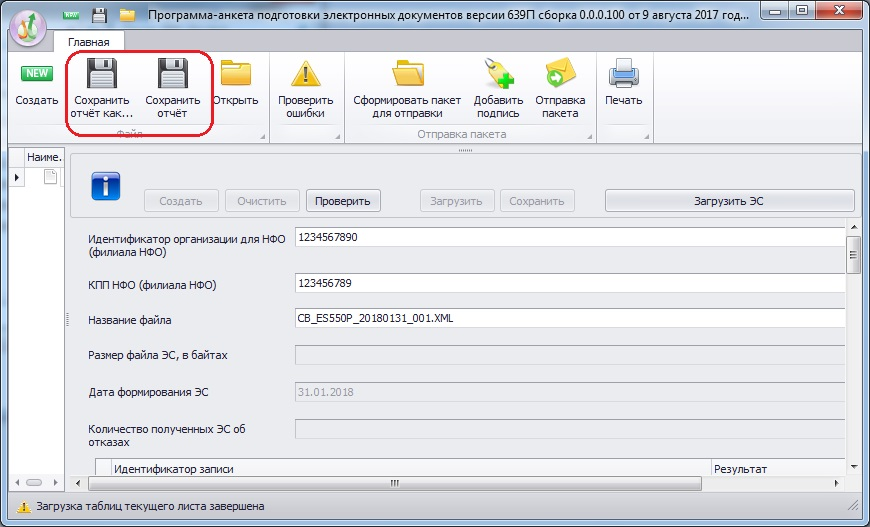 NEW
Программа-анкета подготовки электронных документов версии 639П сборка 0.0.0.100 от 9 августа 2017 год...
Главная
NEW
Создать
Сохранить
отчёт как...
Сохранить
отчёт
Открыть
Проверить
ошибки
Сформировать пакет
для отправки
Добавить
подпись
Отправка
пакета
Печать
Файл
Отправка пакета
Наиме...
Создать
Очистить
Проверить
Загрузить
Сохранить
Загрузить ЭС
Идентификатор организации для НФО
(филиала НФО)
1234567890
КПП НФО (филиала НФО)
123456789
Название файла
CB_ES550P_20180131_001.XML
Размер файла ЭС, в байтах
Дата формирования ЭС
31.01.2018
Количество полученных ЭС об
отказах
Идентификатор записи
Результат
Загрузка таблиц текущего листа завершена